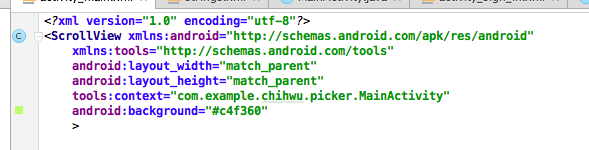 <?xml version="1.0" encoding="utf-8"?>
C
<ScrollView xmlns:android="http://schemas.android.com/apk/res/android"
xmlns:tools="http://schemas.android.com/tools"
android:layout_width="match_parent"
android:layout_height="match_parent"
tools:context="com.example.chihwu.picker.MainActivity"
android:background="#c4f360"
>